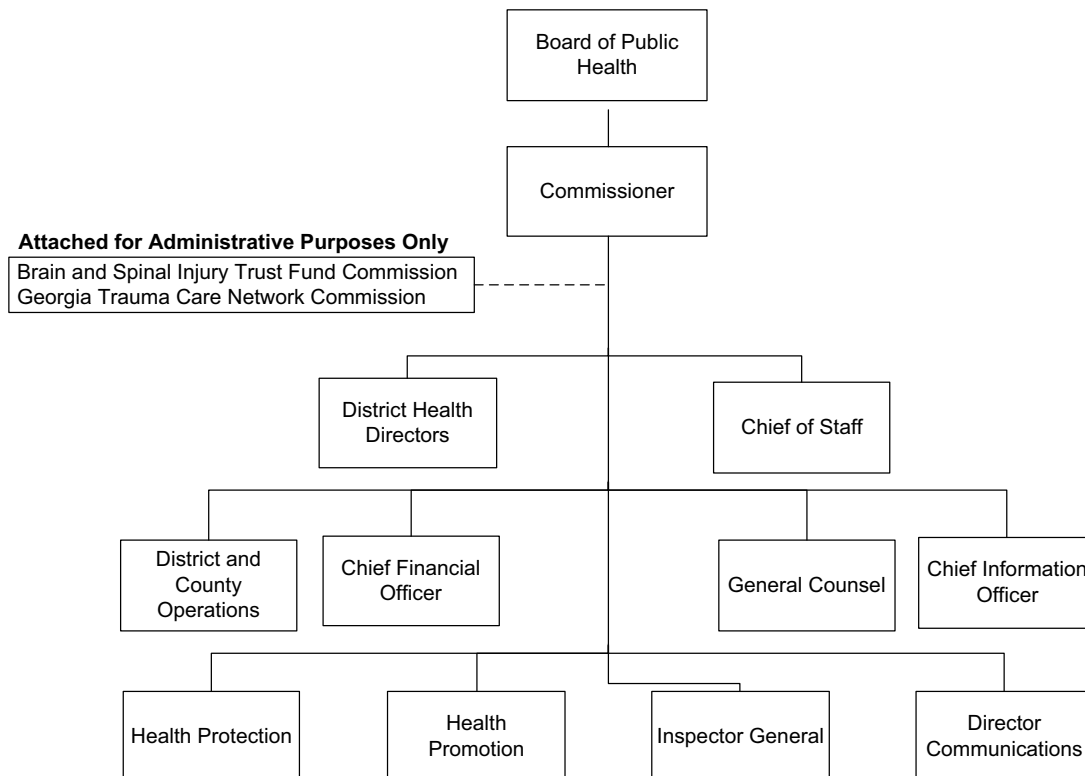 Board of Public
Health
Commissioner
Attached for Administrative Purposes Only
Brain and Spinal Injury Trust Fund Commission
Georgia Trauma Care Network Commission
District Health
Directors
Chief of Staff
District and
County
Operations
Chief Financial
Officer
General Counsel
Chief Information
Officer
Health Protection
Health
Promotion
Inspector General
Director
Communications